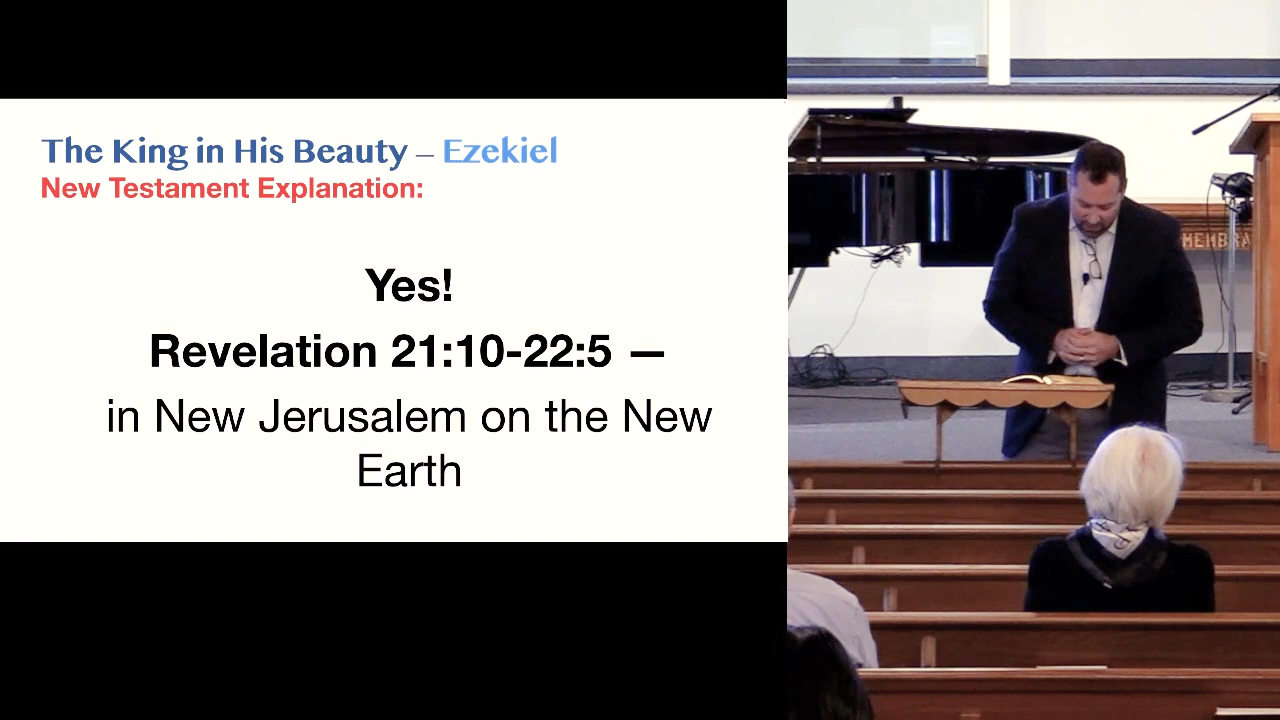 The King in His Beauty – Ezekiel
New Testament Explanation:
Yes!
Revelation 21:10-22:5 —
in New Jerusalem on the New
Earth
MEMBRA